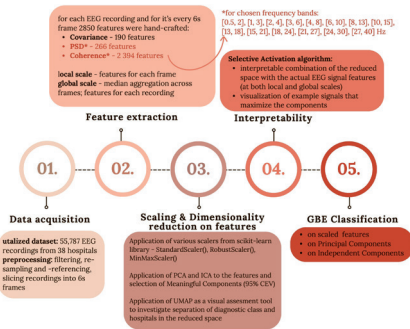 for each EEG recording and for it's every 6s
frame 2850 features were hand-crafted:
• Covariance - 190 features
• PSD* - 266 features
• Coherence* - 2 394 features
local scale - features for each frame
global scale - median aggregation across
frames; features for each recording
*for chosen frequency bands:
[0.5, 2], [1, 3], [2, 4], [3, 6], [4, 8], [6, 10], [8, 13], [10, 15]
[13, 18], [15, 21], [18, 24], [21, 27], [24, 30], [27, 40] Hz
Selective Activation algorithm:
• interpretable combination of the reduced
space with the actual EEG signal features
(at both local and global scales)
• visualization of example signals that
maximize the components
Feature extraction
Interpretability
01.
02.
03.
04.
05.
Data acquisition
utalized dataset: 55,787 EEG
recordings from 38 hospitals
preprocessing: filtering, re-
sampling and -referencing,
slicing recordings into 6s
frames
Scaling & Dimensionality
reduction on features
Application of various scalers from scikit-learn
library - StandardScaler(), RobustScaler(),
MinMaxScaler()
Application of PCA and ICA to the features and
selection of Meaningful Components (95% CEV)
Application of UMAP as a visual assessment tool
to investigate separation of diagnostic class and
hospitals in the reduced space
GBE Classification
• on scaled features
• on Principal Components
• on Independent Components